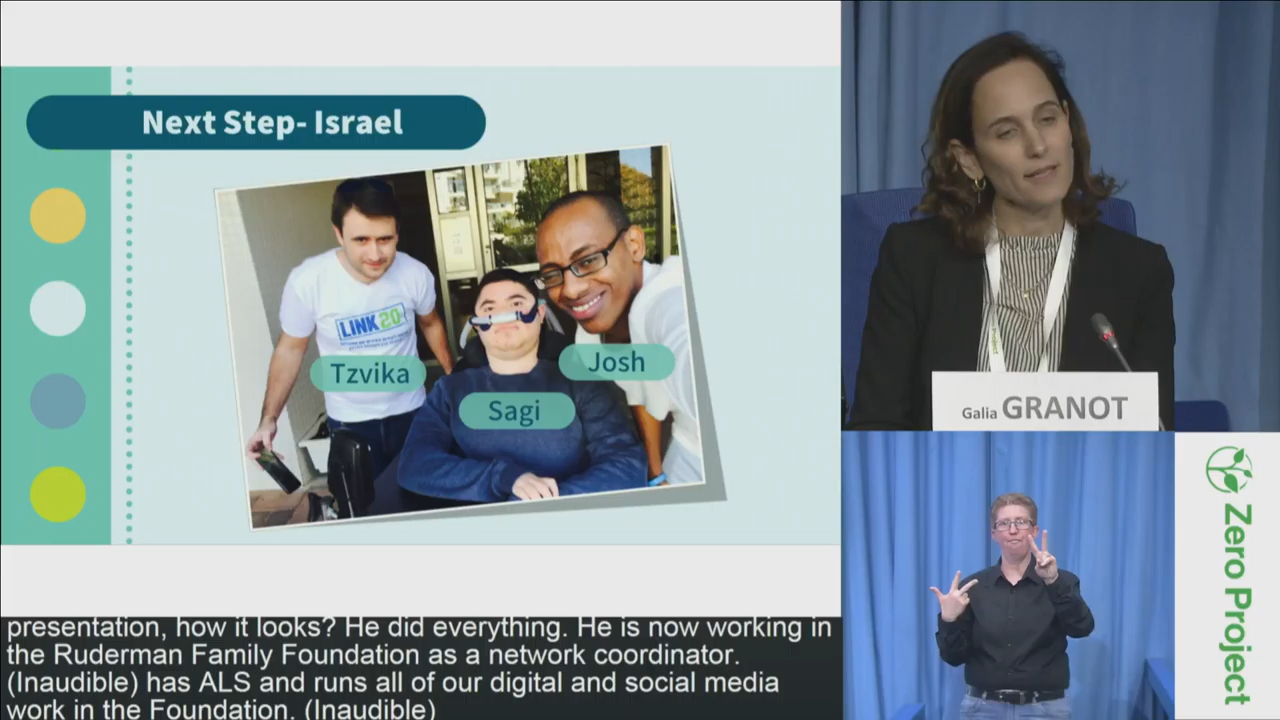 Next Step- Israel
LINK20
Tzvika
Sagi
Josh
Galia GRANOT
Zero Project
presentation, how it looks? He did everything. He is now working in
the Ruderman Family Foundation as a network coordinator.
(Inaudible) has ALS and runs all of our digital and social media
work in the Foundation. (Inaudible)